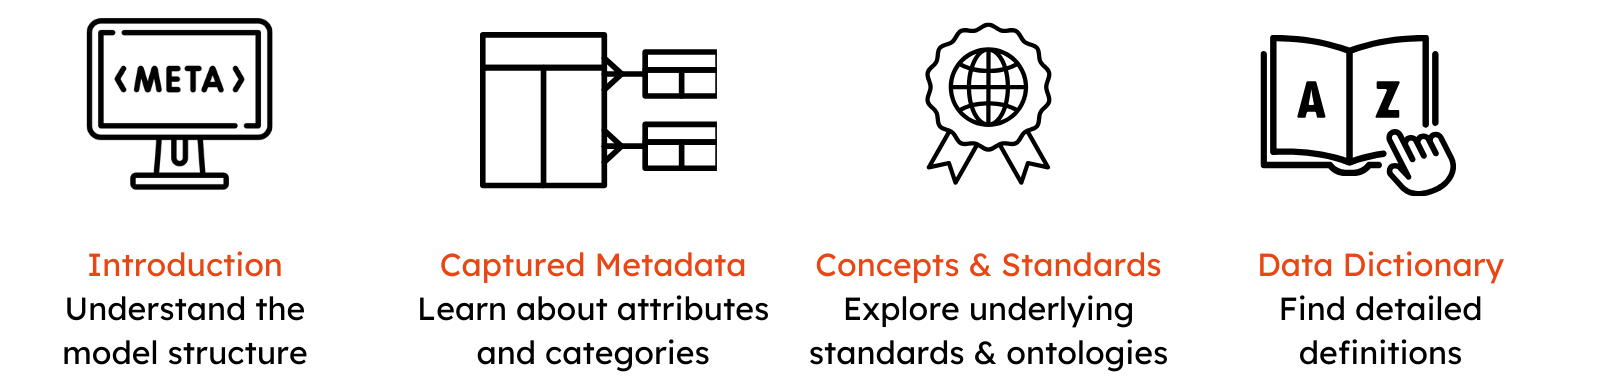 <META>
A Z
Introduction
Understand the
model structure
Captured Metadata
Learn about attributes
and categories
Concepts & Standards
Explore underlying
standards & ontologies
Data Dictionary
Find detailed
definitions